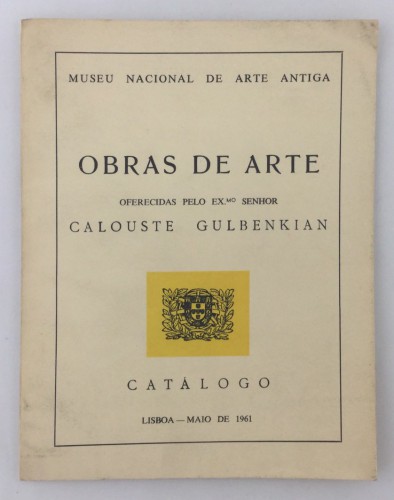 MUSEU NACIONAL DE ARTE ANTIGA
OBRAS DE ARTE
OFERECIDAS PELO EX.MO SENHOR
CALOUSTE GULBENKIAN
CATÁLOGO
LISBOA — MAIO DE 1961